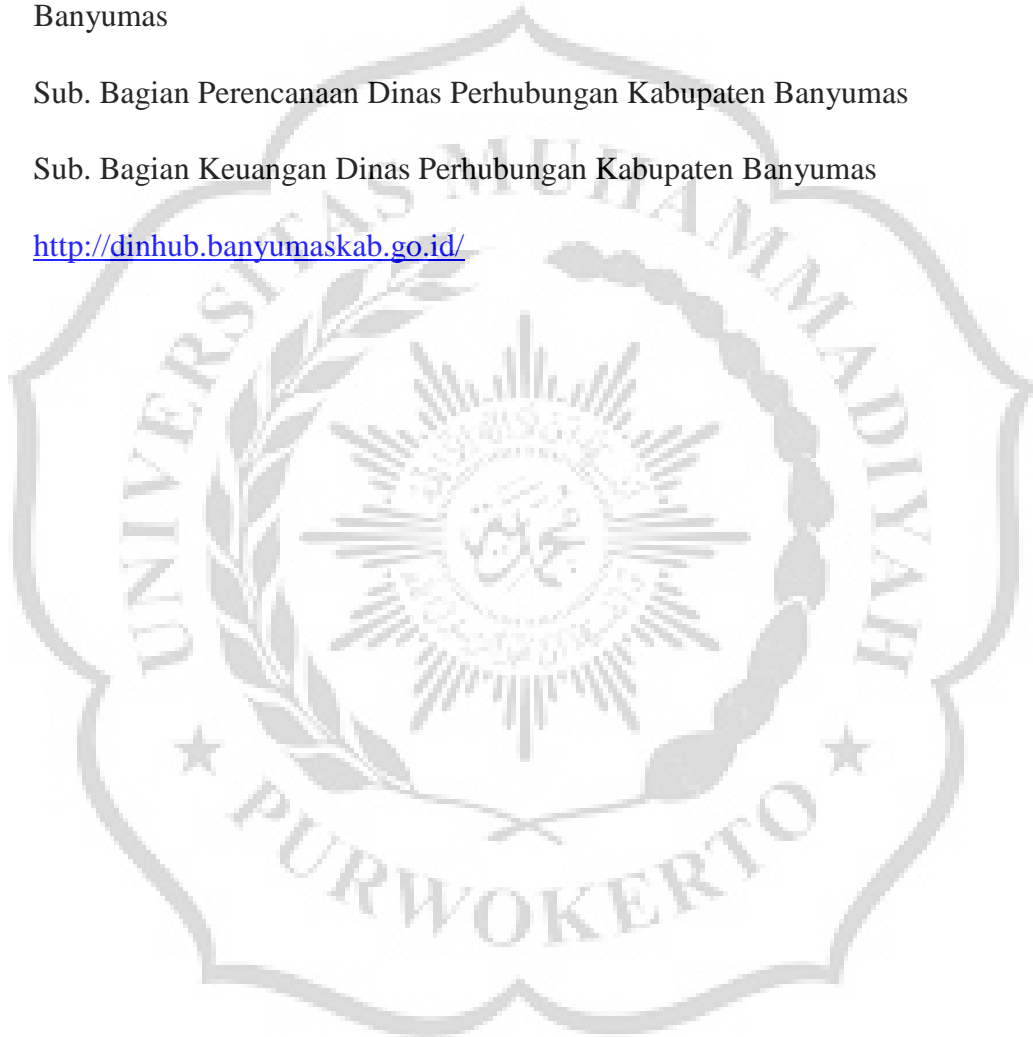 Banyumas
Sub. Bagian Perencanaan Dinas Perhubungan Kabupaten Banyumas
Sub. Bagian Keuangan Dinas Perhubungan Kabupaten Banyumas
http://dinhub.banyumaskab.go.id/
UNIVERSITAS MUHAMMADIYAH
PURWOKERTO